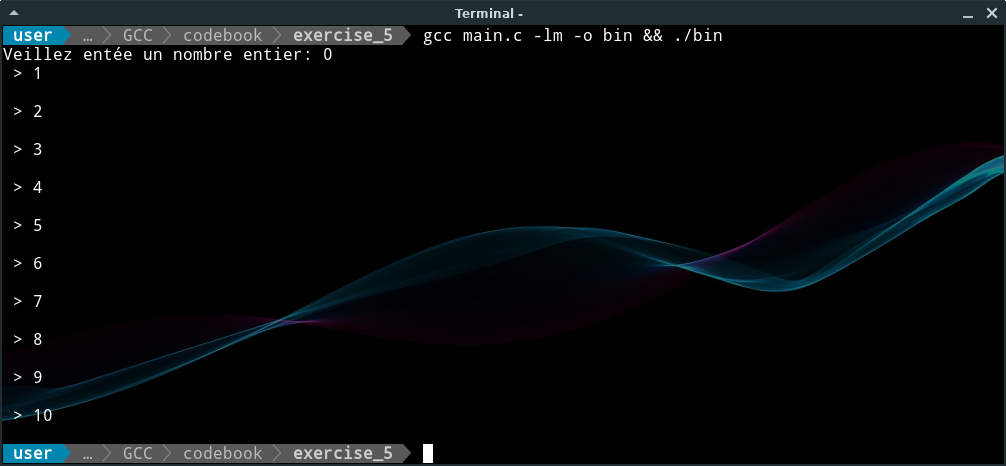 Terminal -
user … GCC codebook exercise_5 gcc main.c -lm -o bin && ./bin
Veillez entée un nombre entier: 0
> 1
> 2
> 3
> 4
> 5
> 6
> 7
> 8
> 9
> 10
user … GCC codebook exercise_5